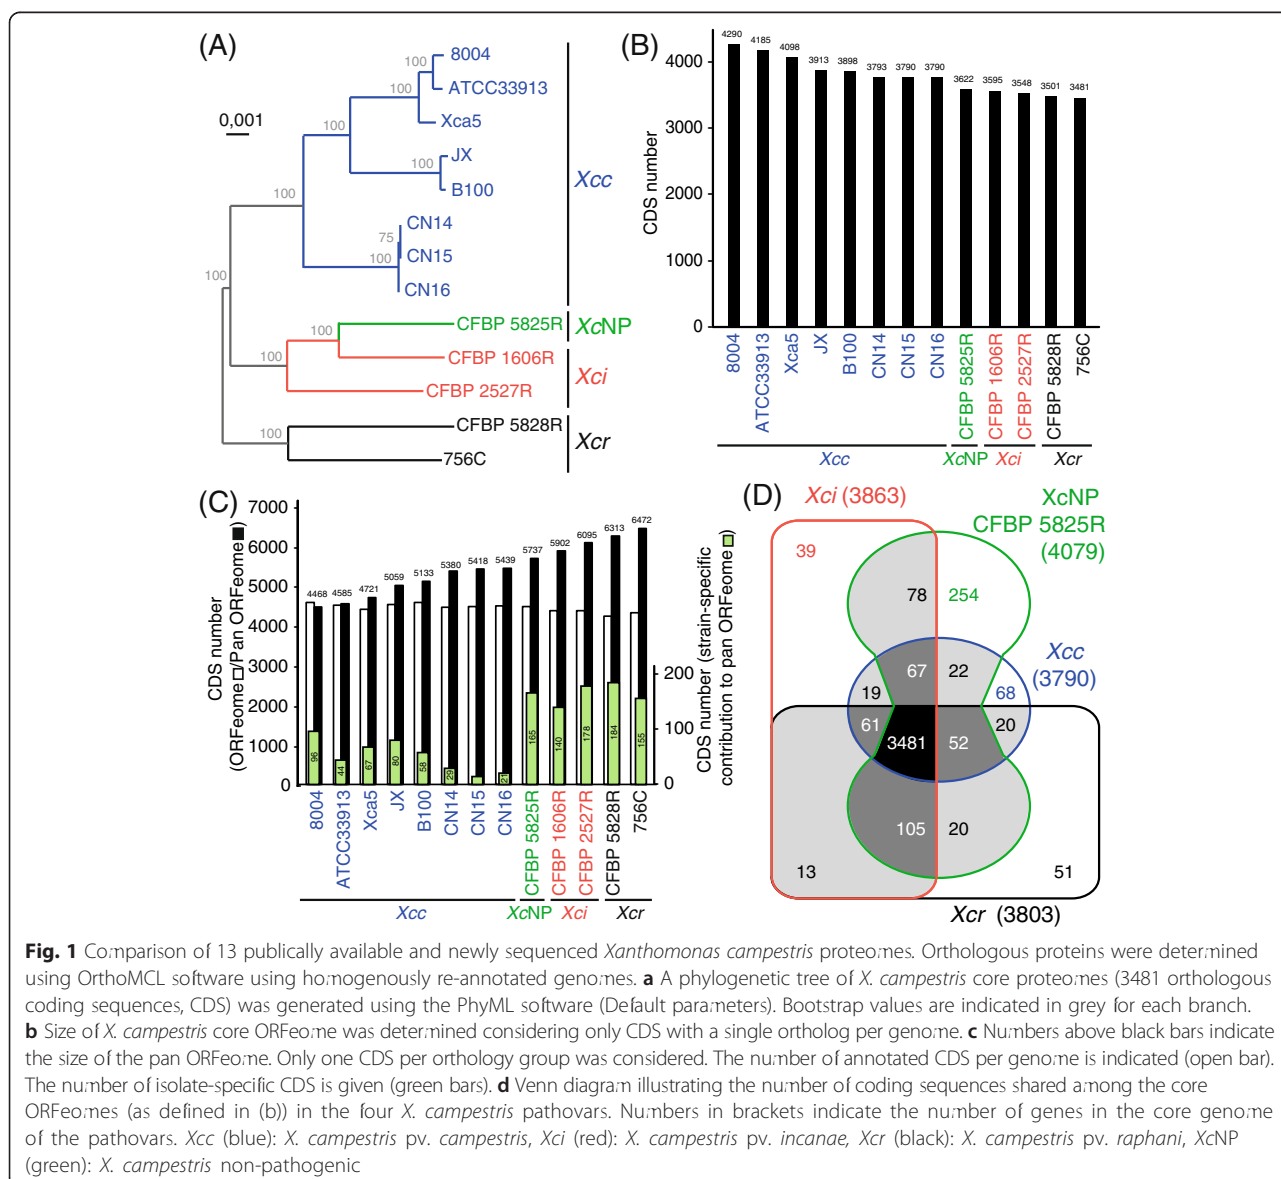 (A)
0,001
100
100
100
100
100
100
75
100
100
100
100
8004
ATCC33913
Xca5
JX
B100
CN14
CN15
CN16
CFBP 5825R
CFBP 1606R
CFBP 2527R
CFBP 5828R
756C
Xcc
XcNP
Xci
Xcr
(B)
CDS number
4000
3000
2000
1000
0
4290
4185
4098
3913
3898
3793
3790
3790
3622
3595
3548
3501
3481
8004
ATCC33913
Xca5
JX
B100
CN14
CN15
CN16
CFBP 5825R
CFBP 1606R
CFBP 2527R
CFBP 5828R
756C
Xcc
XcNP
Xci
Xcr
(C)
CDS number
(ORFeome □/Pan ORFeome ■)
7000
6000
5000
4000
3000
2000
1000
0
4468
4585
4721
5059
5133
5380
5418
5439
5737
5902
6095
6313
6472
96
44
67
80
58
29
21
165
140
178
184
155
200
100
0
CDS number (strain-specific
contribution to pan ORFeome □)
8004
ATCC33913
Xca5
JX
B100
CN14
CN15
CN16
CFBP 5825R
CFBP 1606R
CFBP 2527R
CFBP 5828R
756C
Xcc
XcNP
Xci
Xcr
(D)
Xci (3863)
XcNP
CFBP 5825R
(4079)
39
78
254
Xcc
(3790)
67
22
19
68
61
3481
52
20
105
20
13
51
Xcr (3803)
Fig. 1 Comparison of 13 publically available and newly sequenced Xanthomonas campestris proteomes. Orthologous proteins were determined
using OrthoMCL software using homogenously re-annotated genomes. a A phylogenetic tree of X. campestris core proteomes (3481 orthologous
coding sequences, CDS) was generated using the PhyML software (Default parameters). Bootstrap values are indicated in grey for each branch.
b Size of X. campestris core ORFeome was determined considering only CDS with a single ortholog per genome. c Numbers above black bars indicate
the size of the pan ORFeome. Only one CDS per orthology group was considered. The number of annotated CDS per genome is indicated (open bar).
The number of isolate-specific CDS is given (green bars). d Venn diagram illustrating the number of coding sequences shared among the core
ORFeomes (as defined in (b)) in the four X. campestris pathovars. Numbers in brackets indicate the number of genes in the core genome
of the pathovars. Xcc (blue): X. campestris pv. campestris, Xci (red): X. campestris pv. incanae, Xcr (black): X. campestris pv. raphani, XcNP
(green): X. campestris non-pathogenic